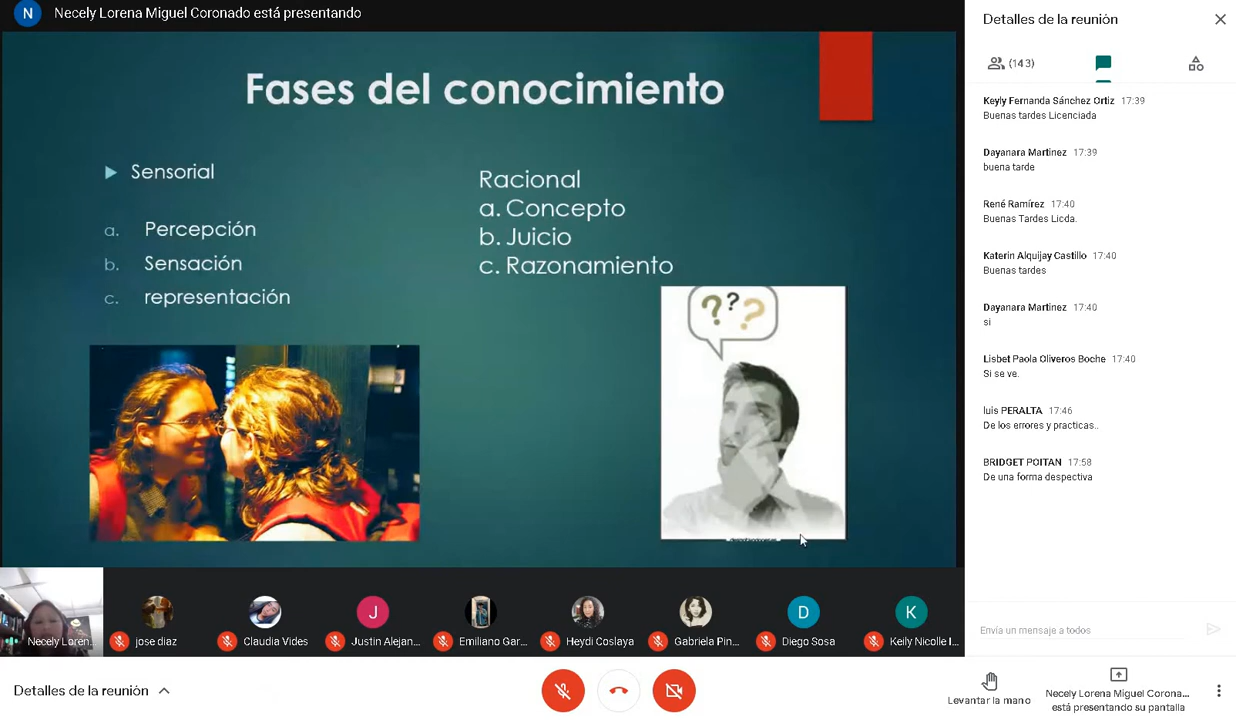 N
Necely Lorena Miguel Coronado está presentando
Fases del conocimiento
Sensorial
a. Percepción
b. Sensación
c. representación
Racional
a. Concepto
b. Juicio
c. Razonamiento
???
Necely Loren...
jose diaz
Claudia Vides
J
Justin Alejan...
Emiliano Gar...
Heydi Coslaya
Gabriela Pin...
D
Diego Sosa
K
Keily Nicolle I...
Detalles de la reunión
Detalles de la reunión
(143)
Keyly Fernanda Sánchez Ortiz 17:39
Buenas tardes Licenciada
Dayanara Martinez 17:39
buena tarde
René Ramírez 17:40
Buenas Tardes Licda.
Katerin Alquijay Castillo 17:40
Buenas tardes
Dayanara Martinez 17:40
si
Lisbet Paola Oliveros Boche 17:40
Si se ve.
luis PERALTA 17:46
De los errores y practicas..
BRIDGET POITAN 17:58
De una forma despectiva
Envía un mensaje a todos
Levantar la mano
Necely Lorena Miguel Corona...
está presentando su pantalla